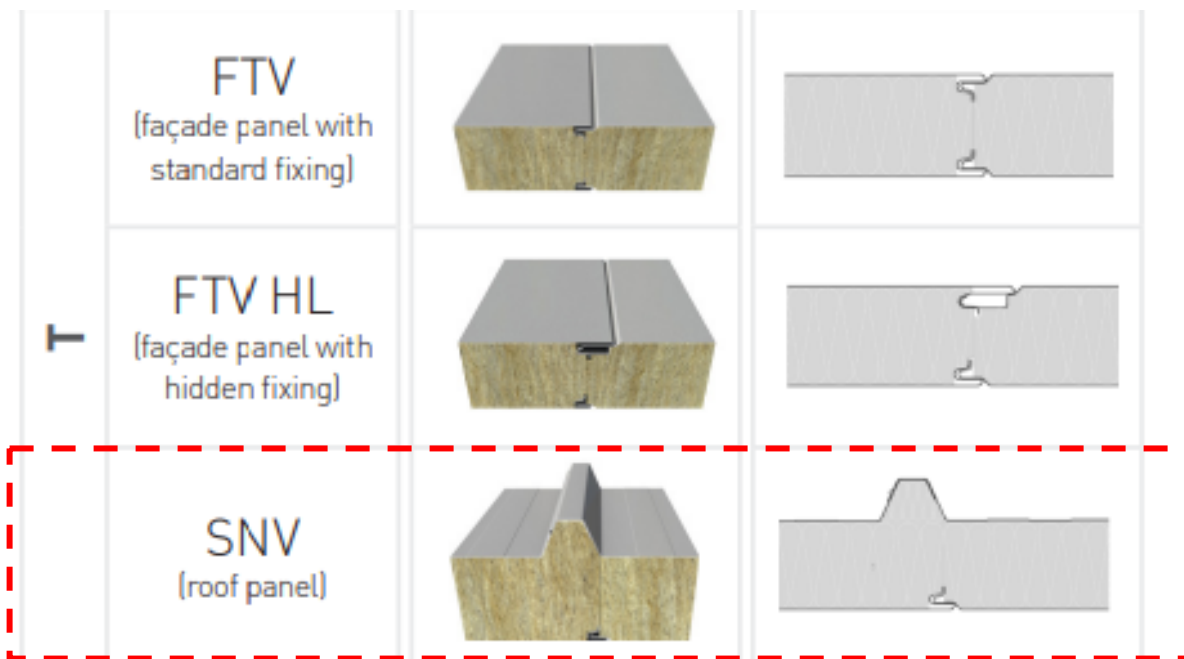 FTV
(façade panel with
standard fixing)
FTV HL
(façade panel with
hidden fixing)
T
SNV
(roof panel)